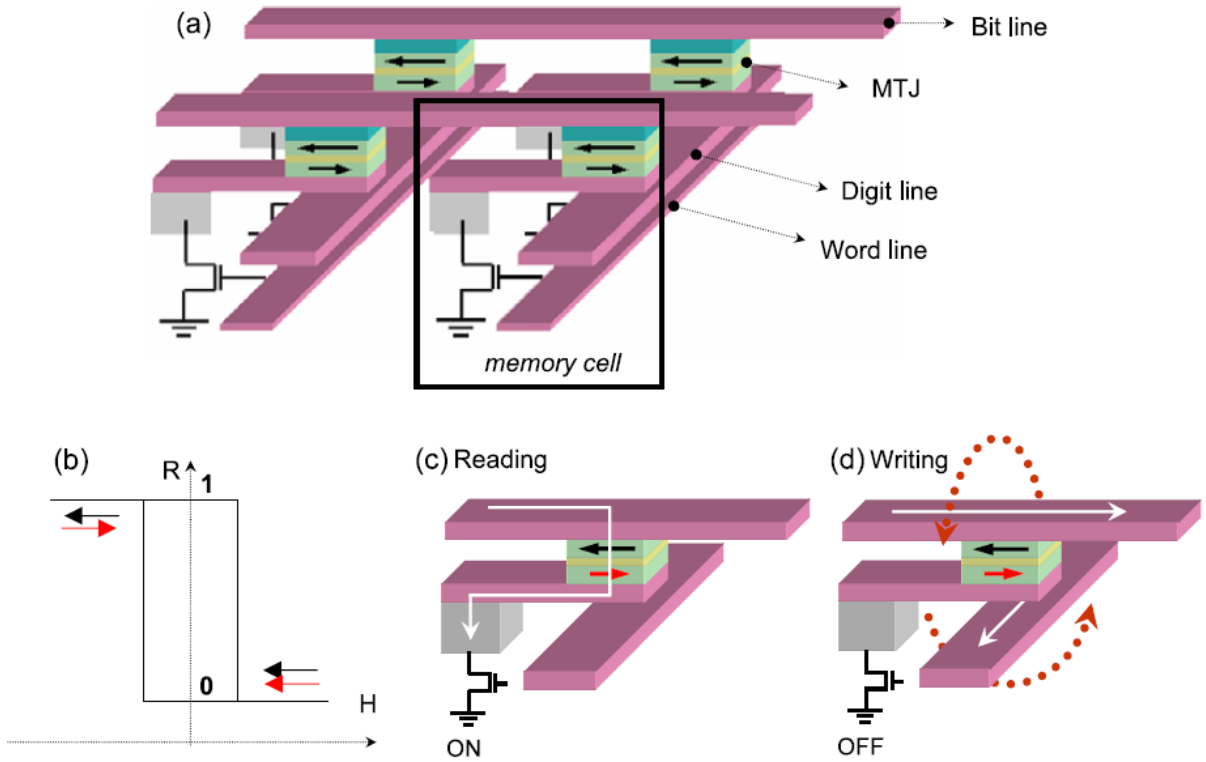 (a)
Bit line
MTJ
Digit line
Word line
memory cell
(b)
R
1
0
H
(c) Reading
ON
(d) Writing
OFF